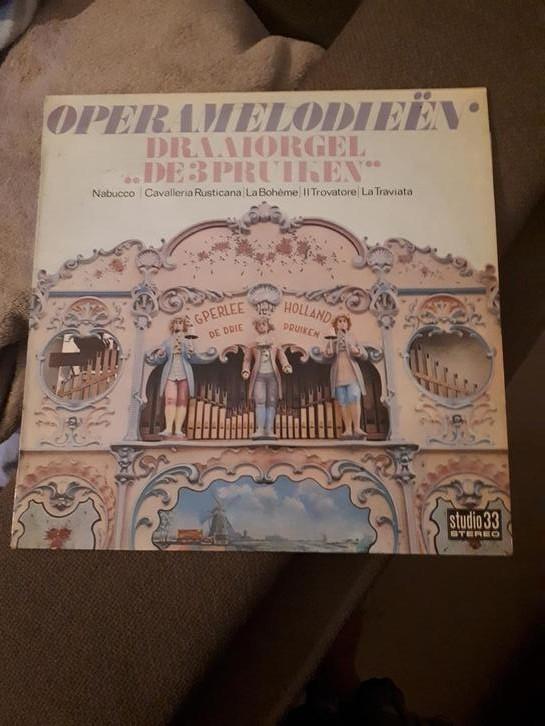 OPERAMELODIEËN
DRAAIORGEL
„DE 3 PRUIKEN“
Nabucco | Cavalleria Rusticana | La Bohème | Il Trovatore | La Traviata
G. PERLEE HOLLAND
DE DRIE PRUIKEN
studio 33
STEREO